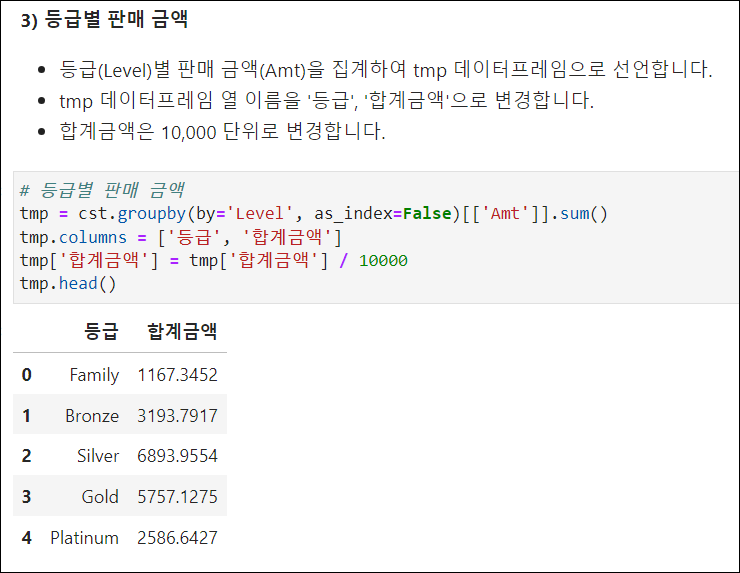 3) 등급별 판매 금액
• 등급(Level)별 판매 금액(Amt)을 집계하여 tmp 데이터프레임으로 선언합니다.
• tmp 데이터프레임 열 이름을 '등급', '합계금액'으로 변경합니다.
• 합계금액은 10,000 단위로 변경합니다.
# 등급별 판매 금액
tmp = cst.groupby(by='Level', as_index=False)[['Amt']].sum()
tmp.columns = ['등급', '합계금액']
tmp['합계금액'] = tmp['합계금액'] / 10000
tmp.head()
등급 합계금액
0 Family 1167.3452
1 Bronze 3193.7917
2 Silver 6893.9554
3 Gold 5757.1275
4 Platinum 2586.6427